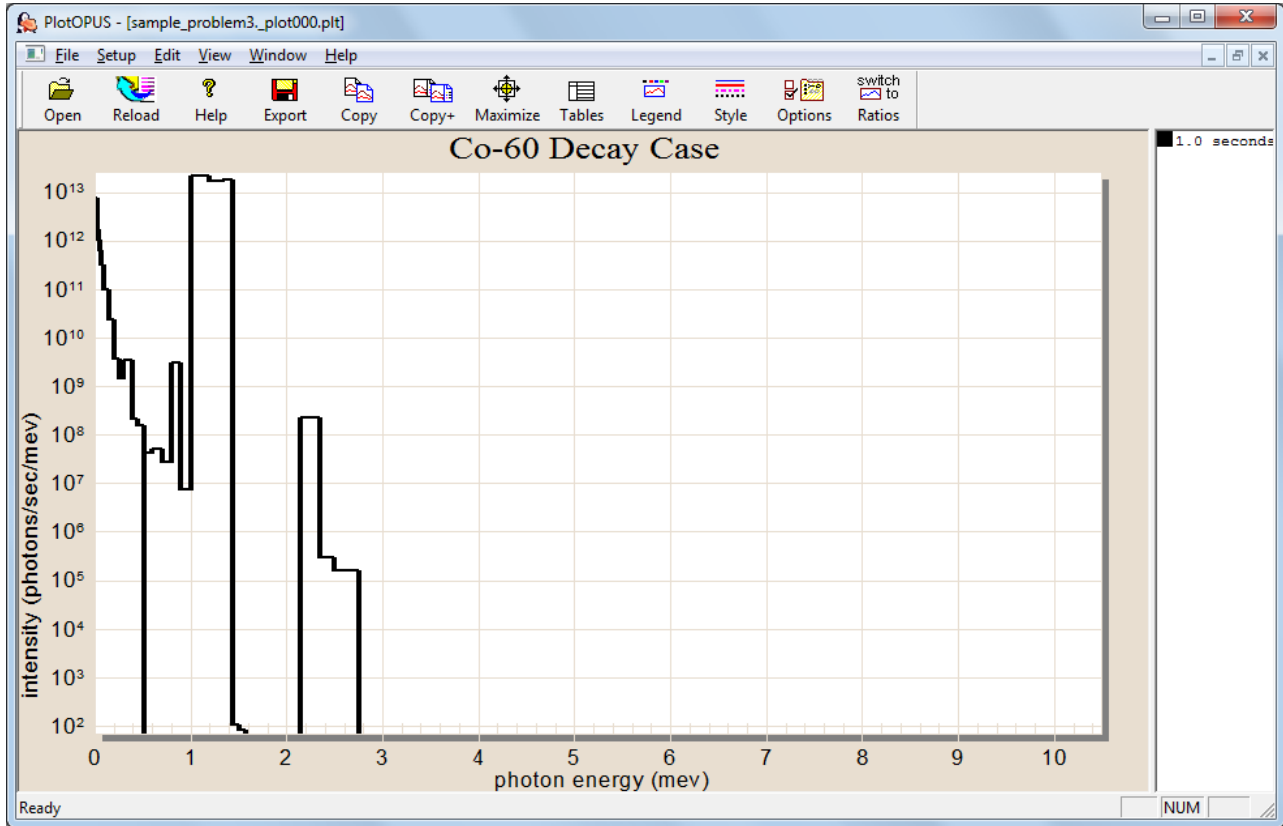 PlotOPUS - [sample_problem3._plot000.plt]
File Setup Edit View Window Help
Open Reload Help Export Copy Copy+ Maximize Tables Legend Style Options switch to Ratios
Co-60 Decay Case
1.0 seconds
intensity (photons/sec/mev)
10¹³
10¹²
10¹¹
10¹⁰
10⁹
10⁸
10⁷
10⁶
10⁵
10⁴
10³
10²
0 1 2 3 4 5 6 7 8 9 10
photon energy (mev)
Ready NUM